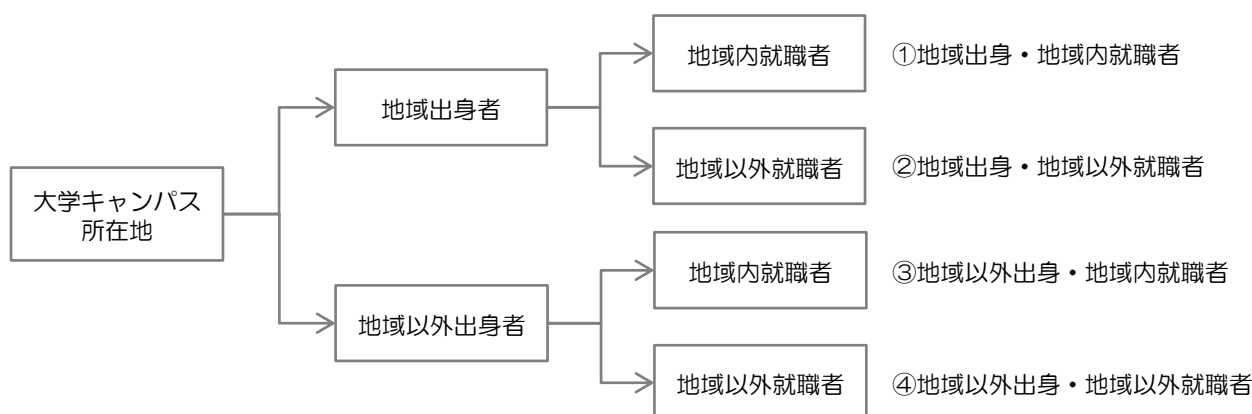 大学キャンパス
所在地
地域出身者
地域以外出身者
地域内就職者
①地域出身・地域内就職者
地域以外就職者
②地域出身・地域以外就職者
地域内就職者
③地域以外出身・地域内就職者
地域以外就職者
④地域以外出身・地域以外就職者